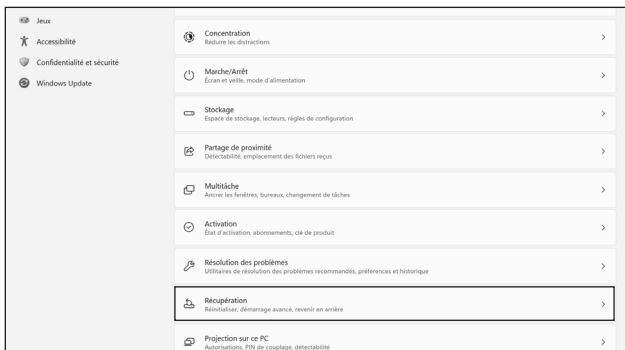 Jeux
Accessibilité
Confidentialité et sécurité
Windows Update
Concentration
Réduire les distractions
Marche/Arrêt
Écran et veille, mode d'alimentation
Stockage
Espace de stockage, lecteurs, règles de configuration
Partage de proximité
Détectabilité, emplacement des fichiers reçus
Multitâche
Ancrer les fenêtres, bureaux, changement de tâches
Activation
État d'activation, abonnements, clé de produit
Résolution des problèmes
Utilitaires de résolution des problèmes recommandés, préférences et historique
Récupération
Réinitialiser, démarrage avancé, revenir en arrière
Projection sur ce PC
Autorisations, PIN de couplage, détectabilité